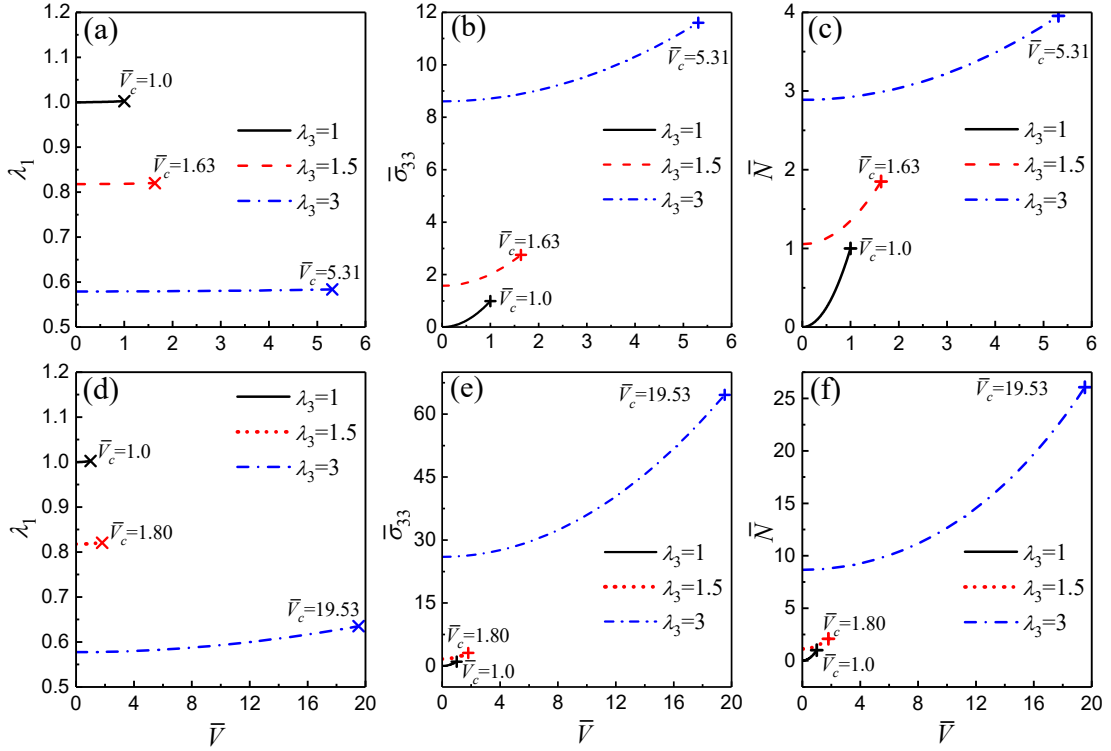 (a)
1.2
1.1
1.0
0.9
0.8
0.7
0.6
0.5
λ₁
V̄c=1.0
V̄c=1.63
V̄c=5.31
λ₃=1
λ₃=1.5
λ₃=3
0 1 2 3 4 5 6
(b)
12
10
8
6
4
2
0
σ̄₃₃
V̄c=5.31
λ₃=1
λ₃=1.5
λ₃=3
V̄c=1.63
V̄c=1.0
0 1 2 3 4 5 6
(c)
4
3
2
1
0
N̄
V̄c=5.31
λ₃=1
λ₃=1.5
λ₃=3
V̄c=1.63
V̄c=1.0
0 1 2 3 4 5 6
(d)
1.2
1.1
1.0
0.9
0.8
0.7
0.6
0.5
λ₁
λ₃=1
λ₃=1.5
λ₃=3
V̄c=1.0
V̄c=1.80
V̄c=19.53
0 4 8 12 16 20
V̄
(e)
60
45
30
15
0
σ̄₃₃
V̄c=19.53
λ₃=1
λ₃=1.5
λ₃=3
V̄c=1.80
V̄c=1.0
0 4 8 12 16 20
V̄
(f)
25
20
15
10
5
0
N̄
V̄c=19.53
λ₃=1
λ₃=1.5
λ₃=3
V̄c=1.80
V̄c=1.0
0 4 8 12 16 20
V̄